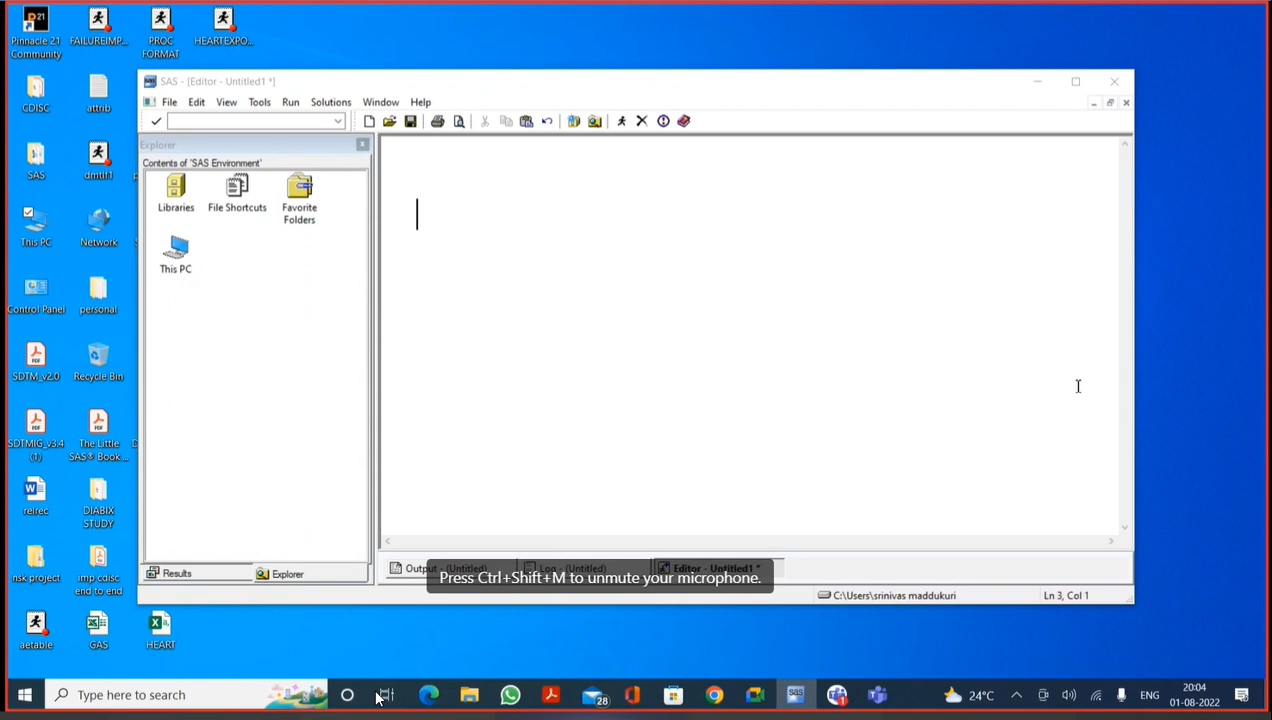 Pinnacle 21
Community
FAILUREIMP...
PROC
FORMAT
HEARTEXPO...
CDISC
attrib
SAS
dmtlf1
This PC
Network
Control Panel
personal
SDTM_v2.0
Recycle Bin
SDTMIG_v3.4
(1)
The Little
SAS® Book ...
reirec
DIABIX
STUDY
nsk project
imp cdisc
end to end
aetable
GAS
HEART
SAS - [Editor - Untitled1 *]
File Edit View Tools Run Solutions Window Help
Explorer
Contents of 'SAS Environment'
Libraries
File Shortcuts
Favorite
Folders
This PC
Results
Explorer
Output - (Untitled)
Log - (Untitled)
Editor - Untitled1 *
Press Ctrl+Shift+M to unmute your microphone.
C:\Users\srinivas maddukuri
Ln 3, Col 1
Type here to search
28
sas
1
24°C
ENG
20:04
01-08-2022